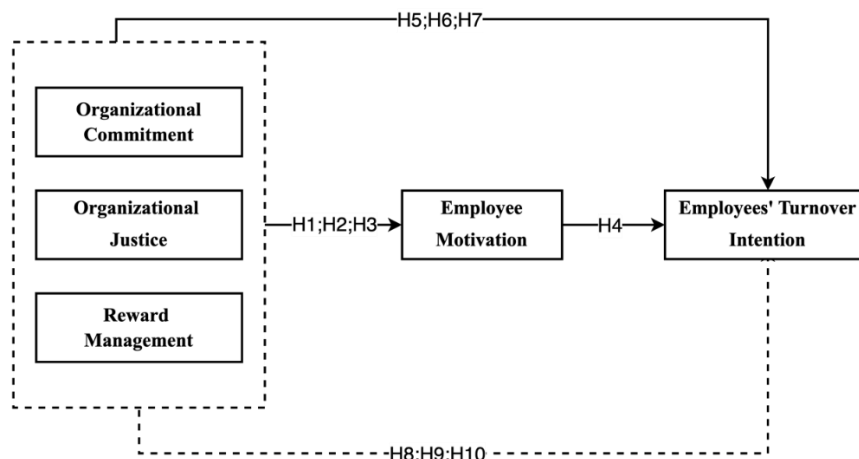 H5;H6;H7
Organizational
Commitment
Organizational
Justice
Reward
Management
H1;H2;H3
Employee
Motivation
H4
Employees' Turnover
Intention
H8;H9;H10